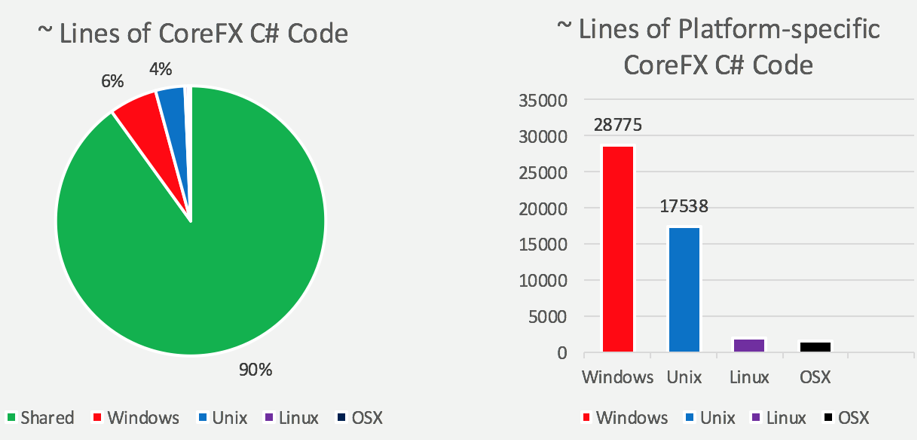 ~ Lines of CoreFX C# Code
4%
6%
90%
Shared Windows Unix Linux OSX
~ Lines of Platform-specific
CoreFX C# Code
35000
30000
25000
20000
15000
10000
5000
0
28775
17538
Windows Unix Linux OSX
Windows Unix Linux OSX